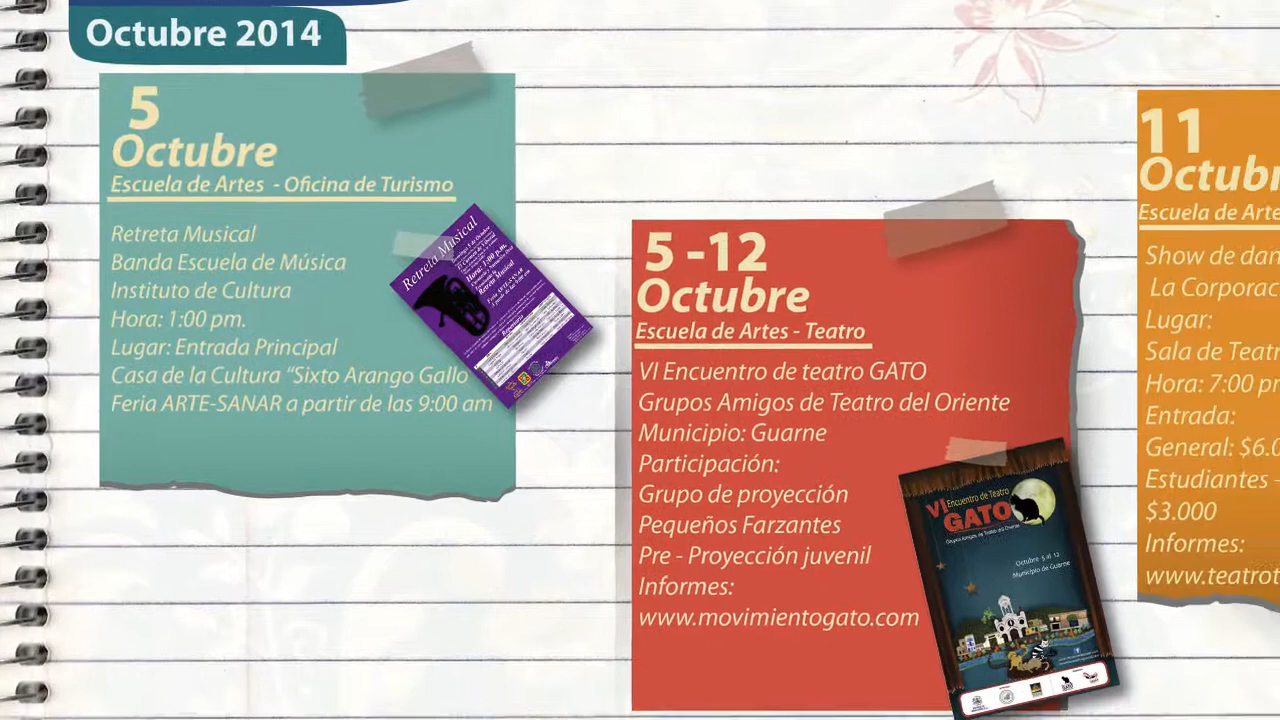 Octubre 2014
5
Octubre
Escuela de Artes - Oficina de Turismo
Retreta Musical
Banda Escuela de Música
Instituto de Cultura
Hora: 1:00 pm.
Lugar: Entrada Principal
Casa de la Cultura “Sixto Arango Gallo
Feria ARTE-SANAR a partir de las 9:00 am
Retreta Musical
Hora: 1:00 p.m.
5 -12
Octubre
Escuela de Artes - Teatro
VI Encuentro de teatro GATO
Grupos Amigos de Teatro del Oriente
Municipio: Guarne
Participación:
Grupo de proyección
Pequeños Farzantes
Pre - Proyección juvenil
Informes:
www.movimientogato.com
VI Encuentro de Teatro
GATO
Grupos Amigos de Teatro del Oriente
Octubre 5 al 12
Municipio de Guarne
11
Octub
Escuela de Arte
Show de dan
La Corporac
Lugar:
Sala de Teatr
Hora: 7:00 p
Entrada:
General: $6.0
Estudiantes -
$3.000
Informes:
www.teatrot